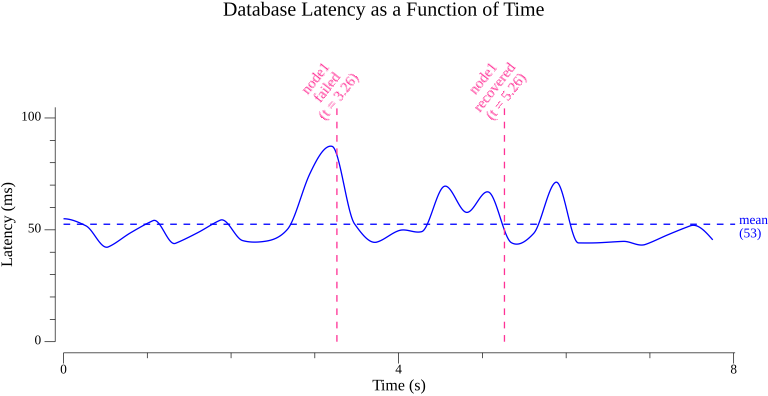 Database Latency as a Function of Time
node1
failed
(t = 3.26)
node1
recovered
(t = 5.26)
100
50
0
Latency (ms)
mean
(53)
0
4
8
Time (s)